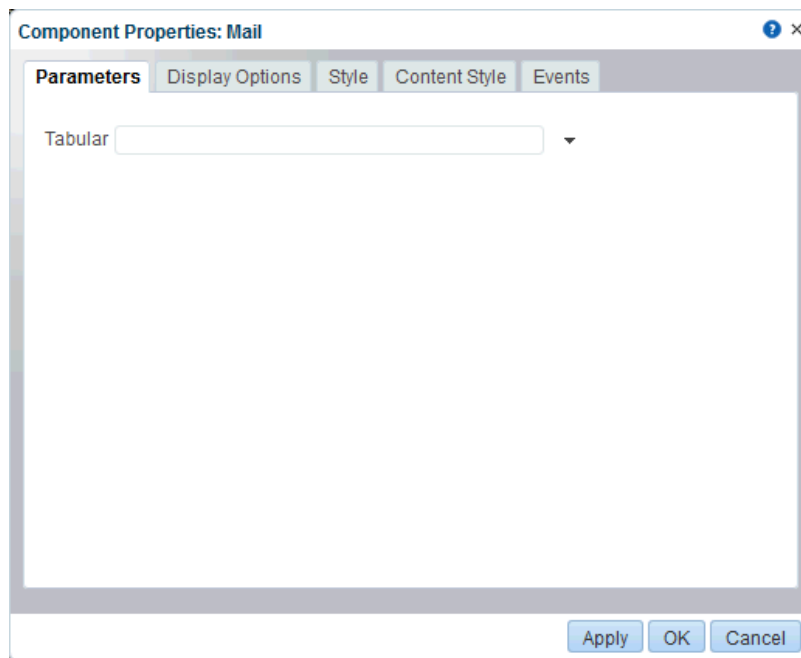 Component Properties: Mail ? ×
Parameters Display Options Style Content Style Events
Tabular
Apply OK Cancel